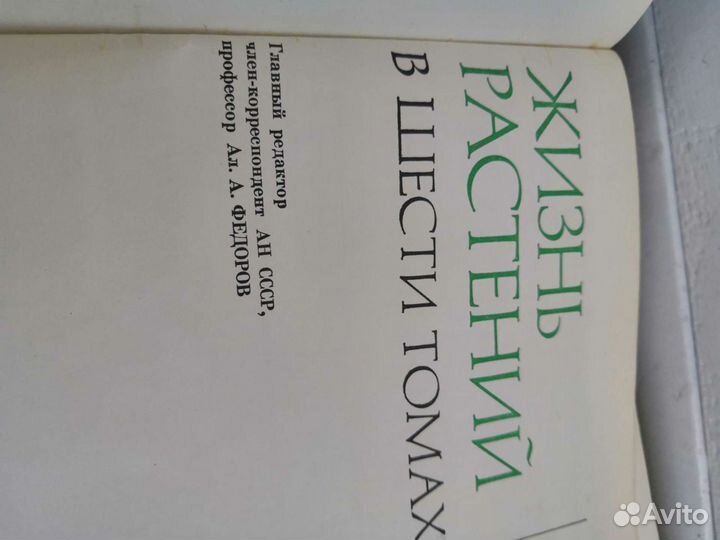 ЖИЗНЬ
РАСТЕНИЙ
В ШЕСТИ ТОМАХ
Главный редактор
член-корреспондент АН СССР,
профессор Ал. А. ФЕДОРОВ
Avito